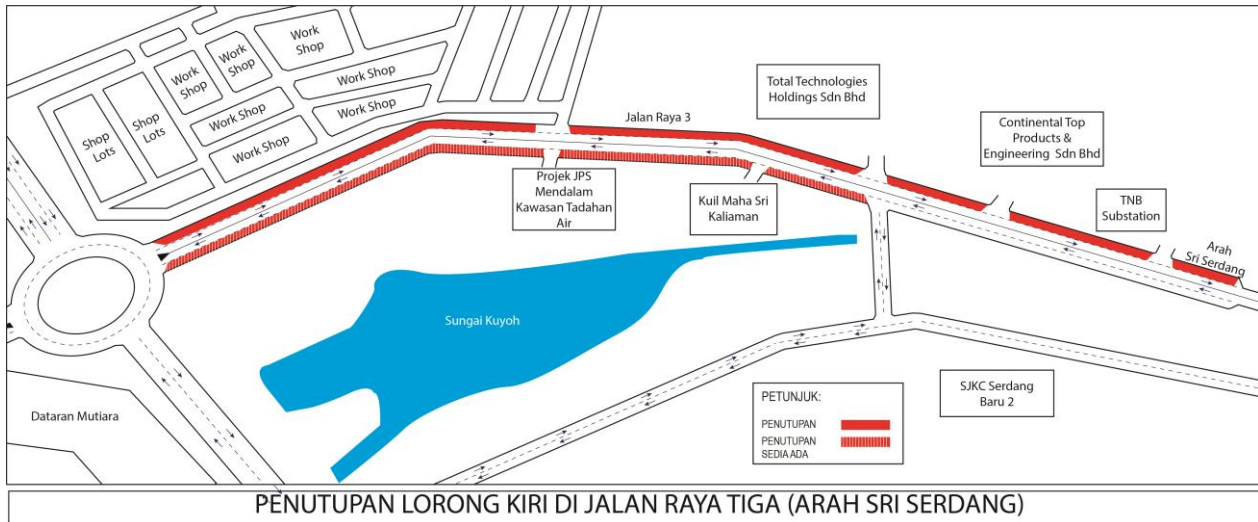 Work
Shop
Work
Shop
Work
Shop
Work Shop
Work Shop
Work Shop
Work Shop
Shop
Lots
Shop
Lots
Jalan Raya 3
Total Technologies
Holdings Sdn Bhd
Continental Top
Products &
Engineering Sdn Bhd
TNB
Substation
Arah
Sri Serdang
Projek JPS
Mendalam
Kawasan Tadahan
Air
Kuil Maha Sri
Kaliaman
Sungai Kuyoh
Dataran Mutiara
PETUNJUK:
PENUTUPAN
PENUTUPAN
SEDIA ADA
SJKC Serdang
Baru 2
PENUTUPAN LORONG KIRI DI JALAN RAYA TIGA (ARAH SRI SERDANG)